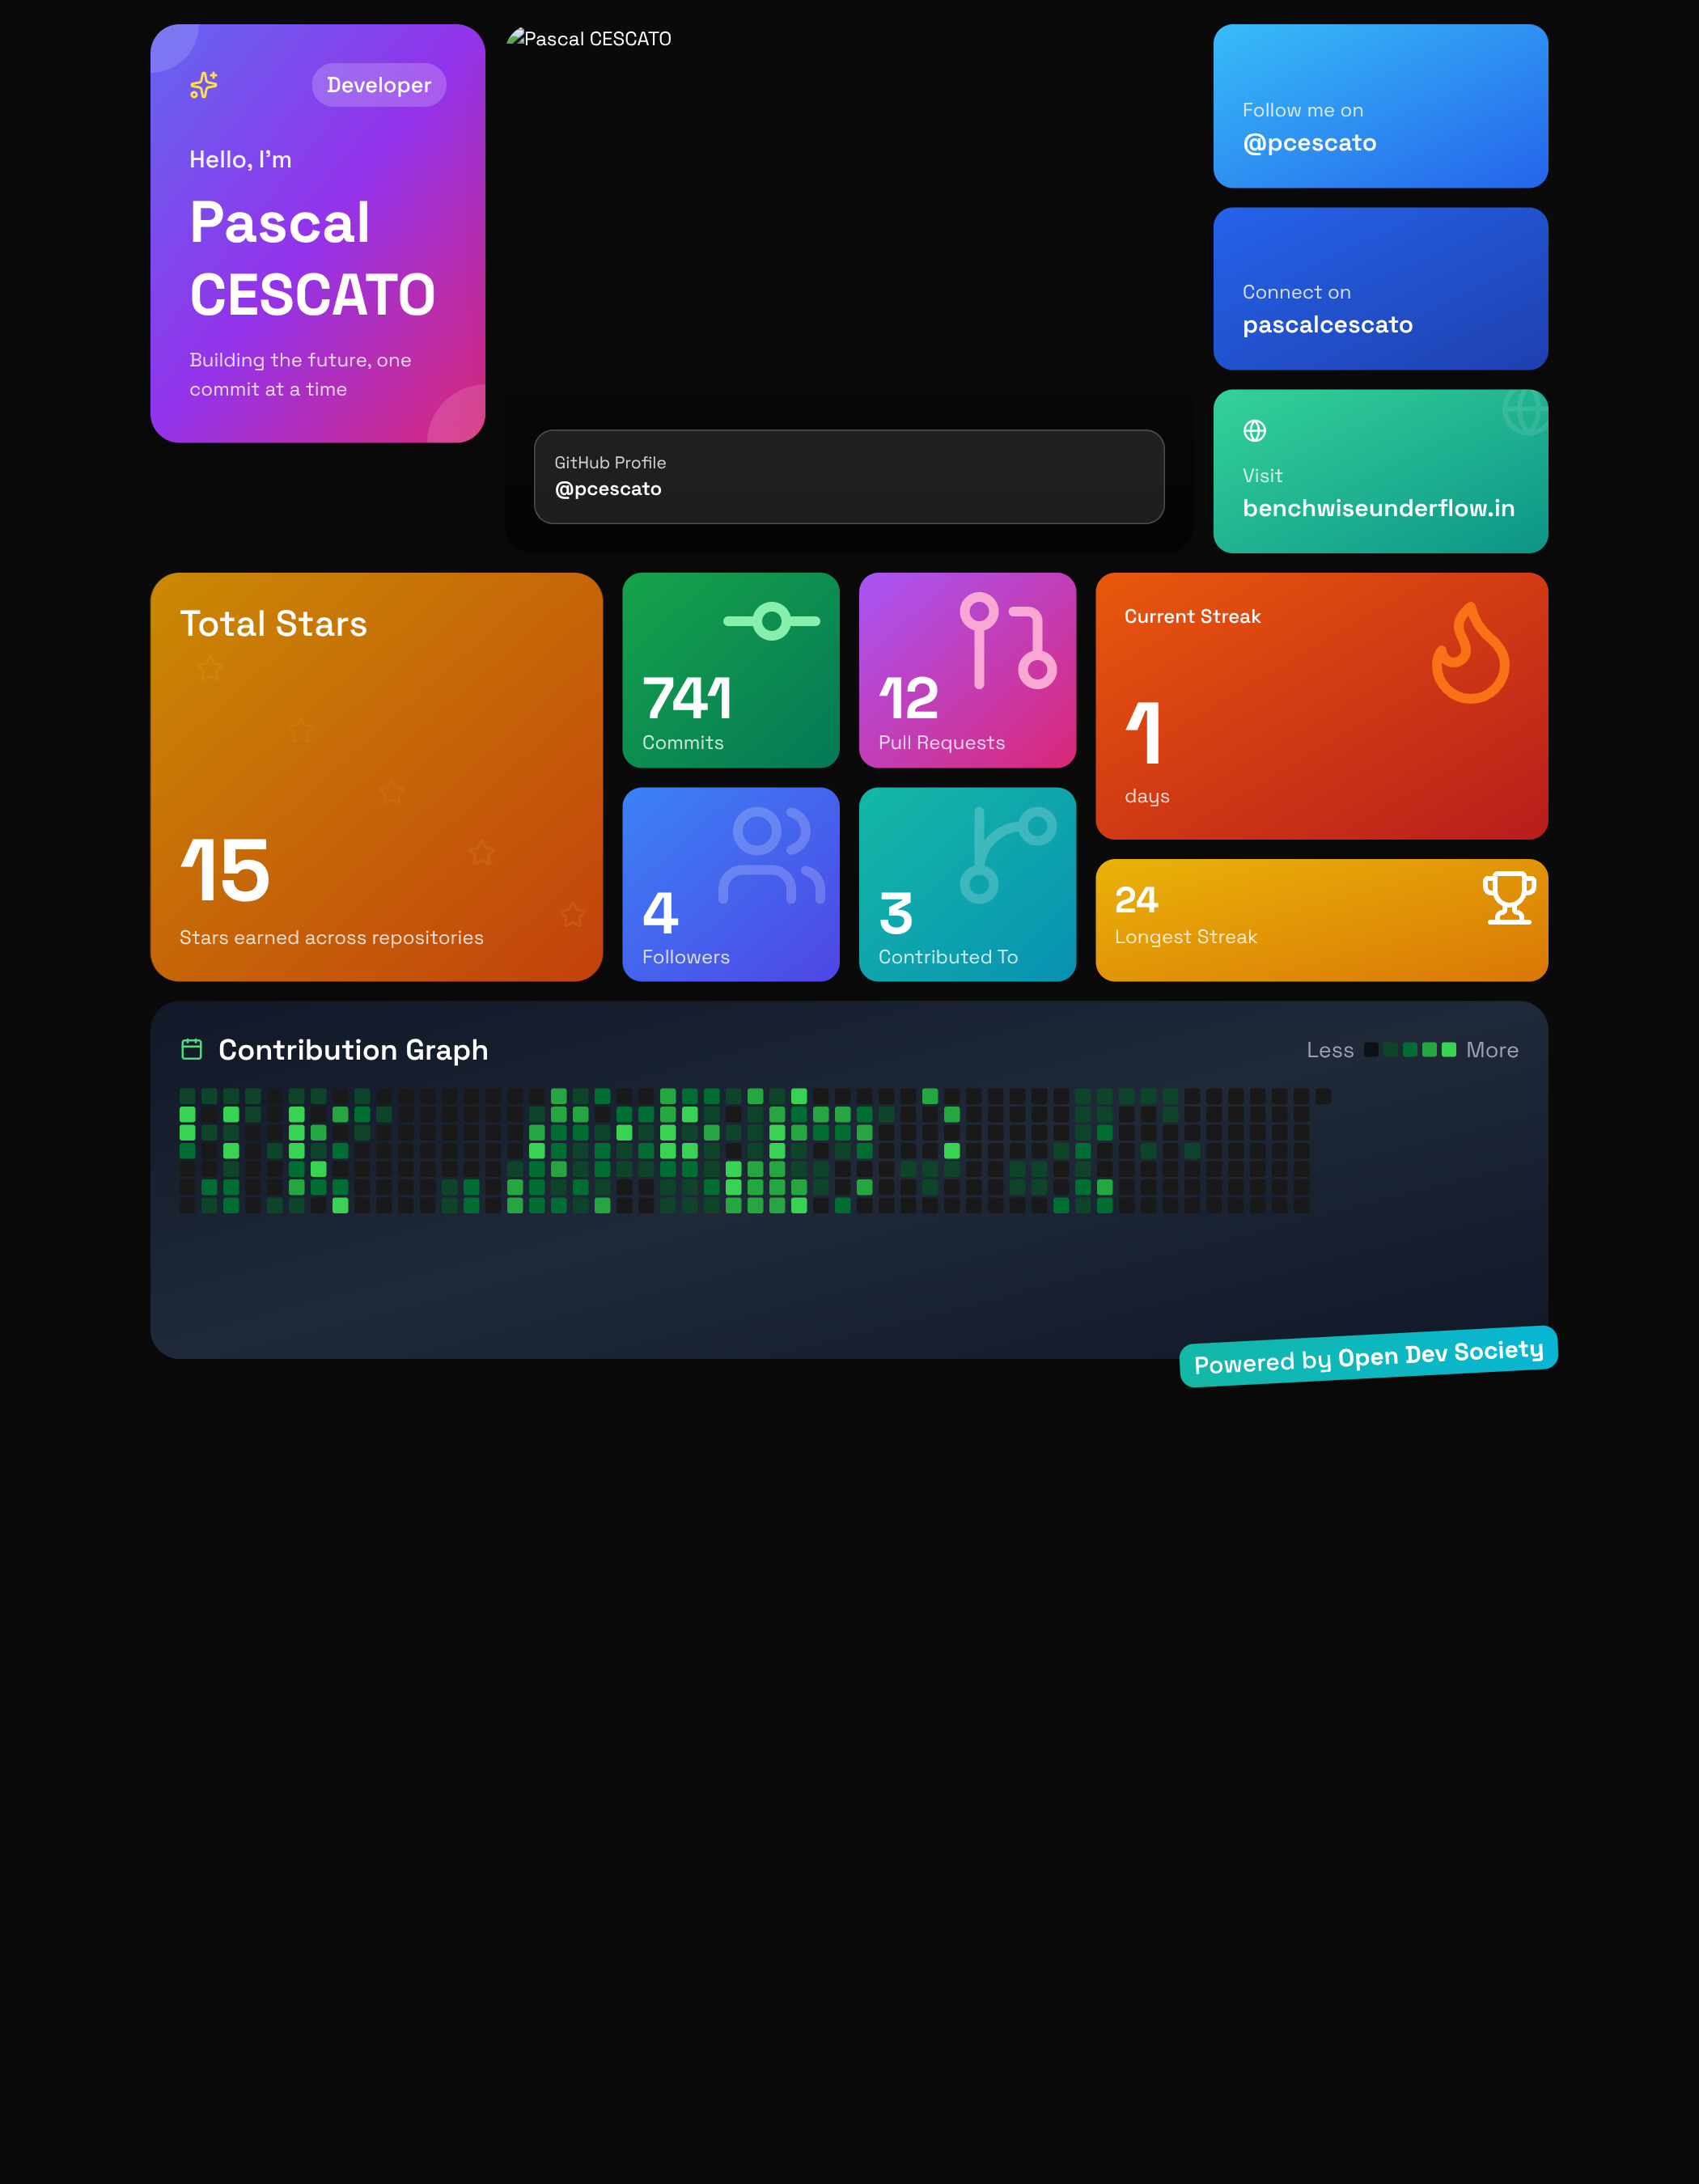 Developer
Hello, I'm
Pascal
CESCATO
Building the future, one
commit at a time
Pascal CESCATO
GitHub Profile
@pcescato
Follow me on
@pcescato
Connect on
pascalcescato
Visit
benchwiseunderflow.in
Total Stars
15
Stars earned across repositories
741
Commits
12
Pull Requests
4
Followers
3
Contributed To
Current Streak
1
days
24
Longest Streak
Contribution Graph
Less More
Powered by Open Dev Society